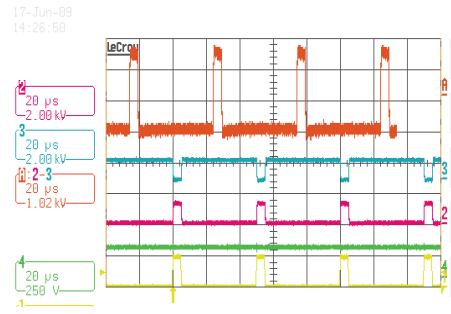 17-Jun-09
14:26:58
LeCroy
2
20 µs
2.00 kV
3
20 µs
2.00 kV
A:2-3
20 µs
1.02 kV
4
20 µs
250 V
1
A
3
2
4